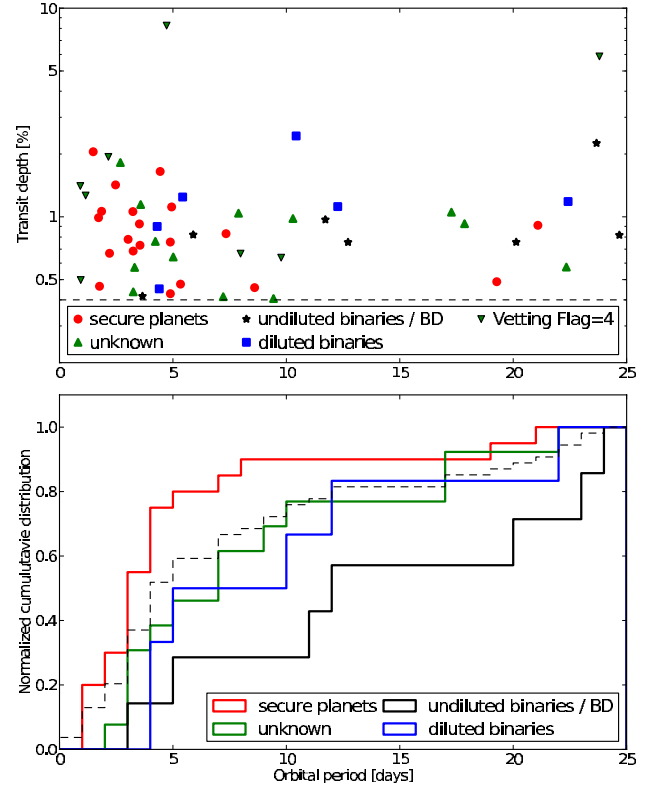 10
5
1
0.5
Transit depth [%]
secure planets
unknown
undiluted binaries / BD
diluted binaries
Vetting Flag=4
0 5 10 15 20 25
1.0
0.8
0.6
0.4
0.2
0.0
Normalized cumulutavie distribution
secure planets
unknown
undiluted binaries / BD
diluted binaries
0 5 10 15 20 25
Orbital period [days]